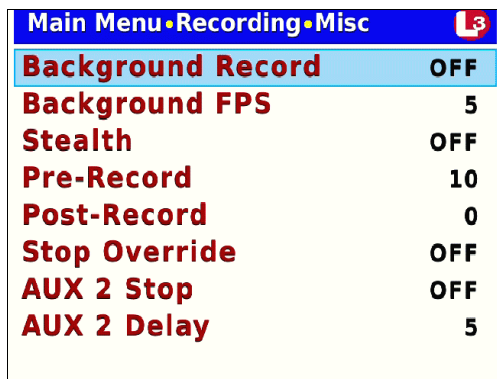 Main Menu•Recording•Misc L3
Background Record OFF
Background FPS 5
Stealth OFF
Pre-Record 10
Post-Record 0
Stop Override OFF
AUX 2 Stop OFF
AUX 2 Delay 5